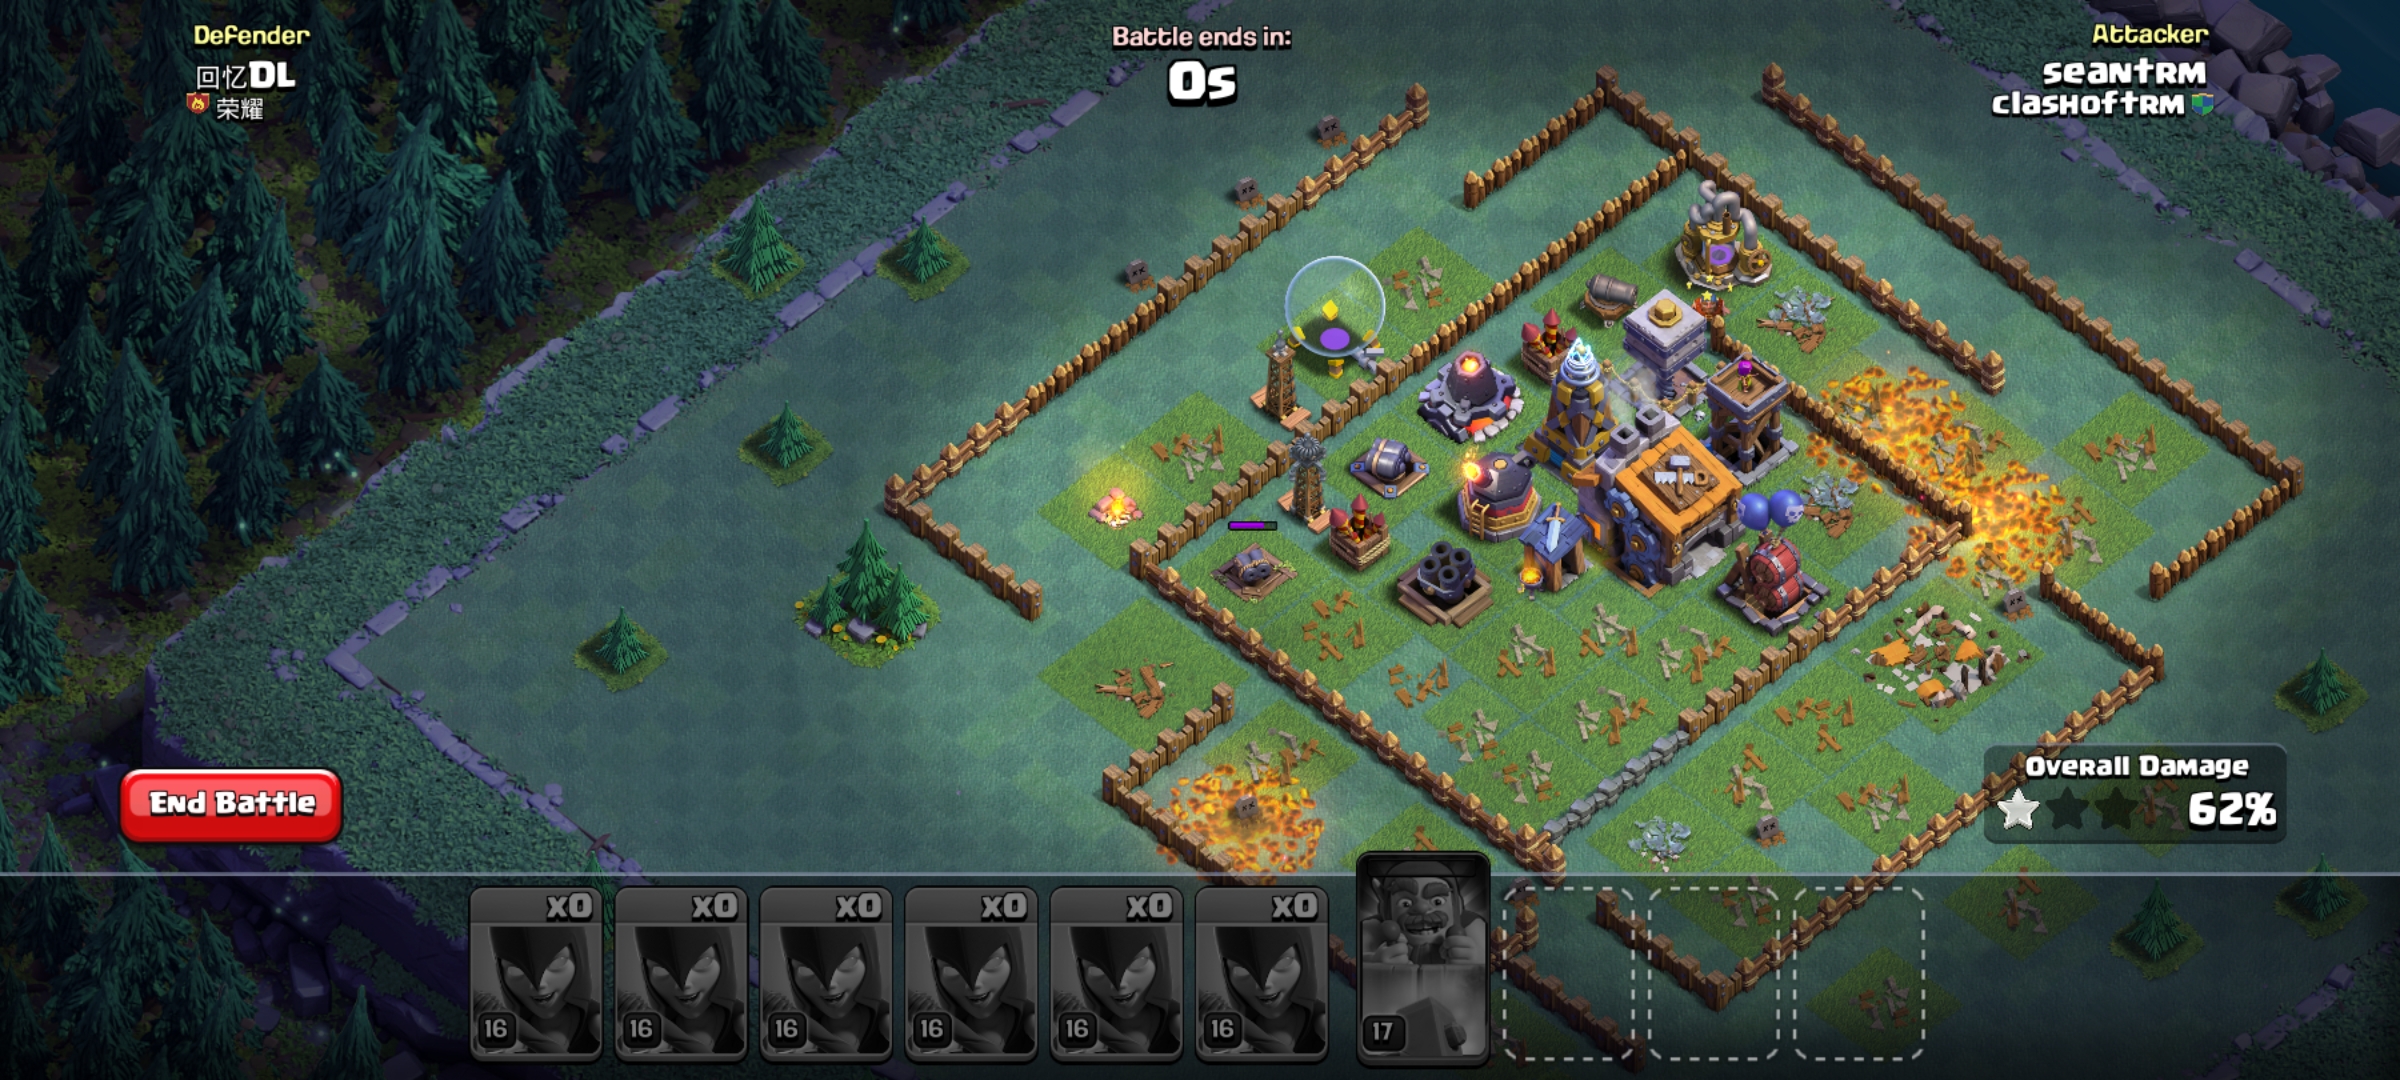 Defender
回忆DL
荣耀
Battle ends in:
0s
Attacker
seantRM
clashoftRM
End Battle
Overall Damage
62%
x0
x0
x0
x0
x0
x0
16
16
16
16
16
16
17